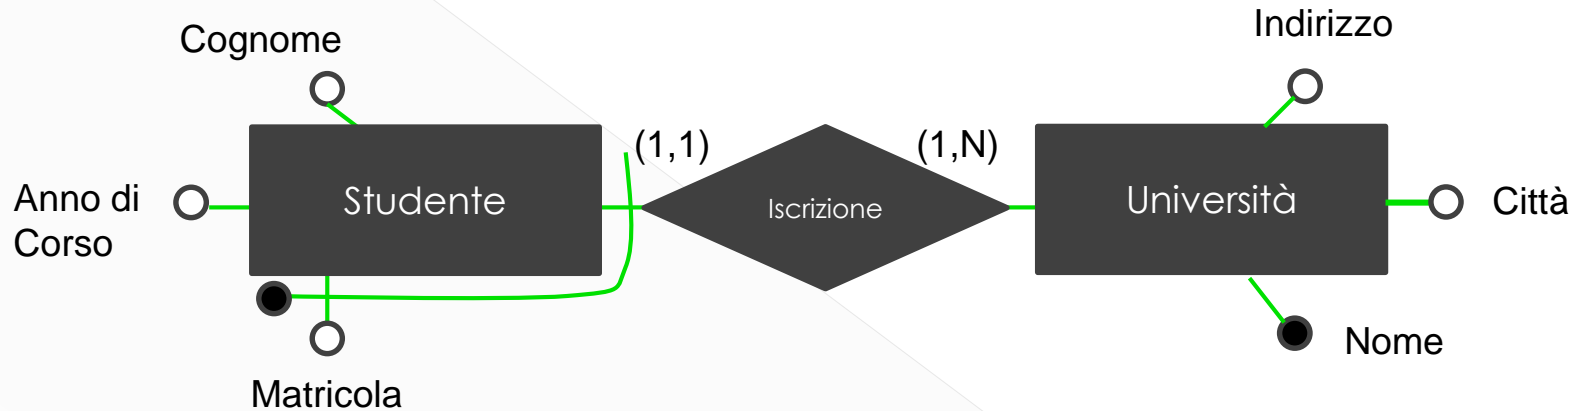 Indirizzo
Cognome
(1,1)
(1,N)
Anno di
Corso
Studente
Iscrizione
Università
Città
Nome
Matricola